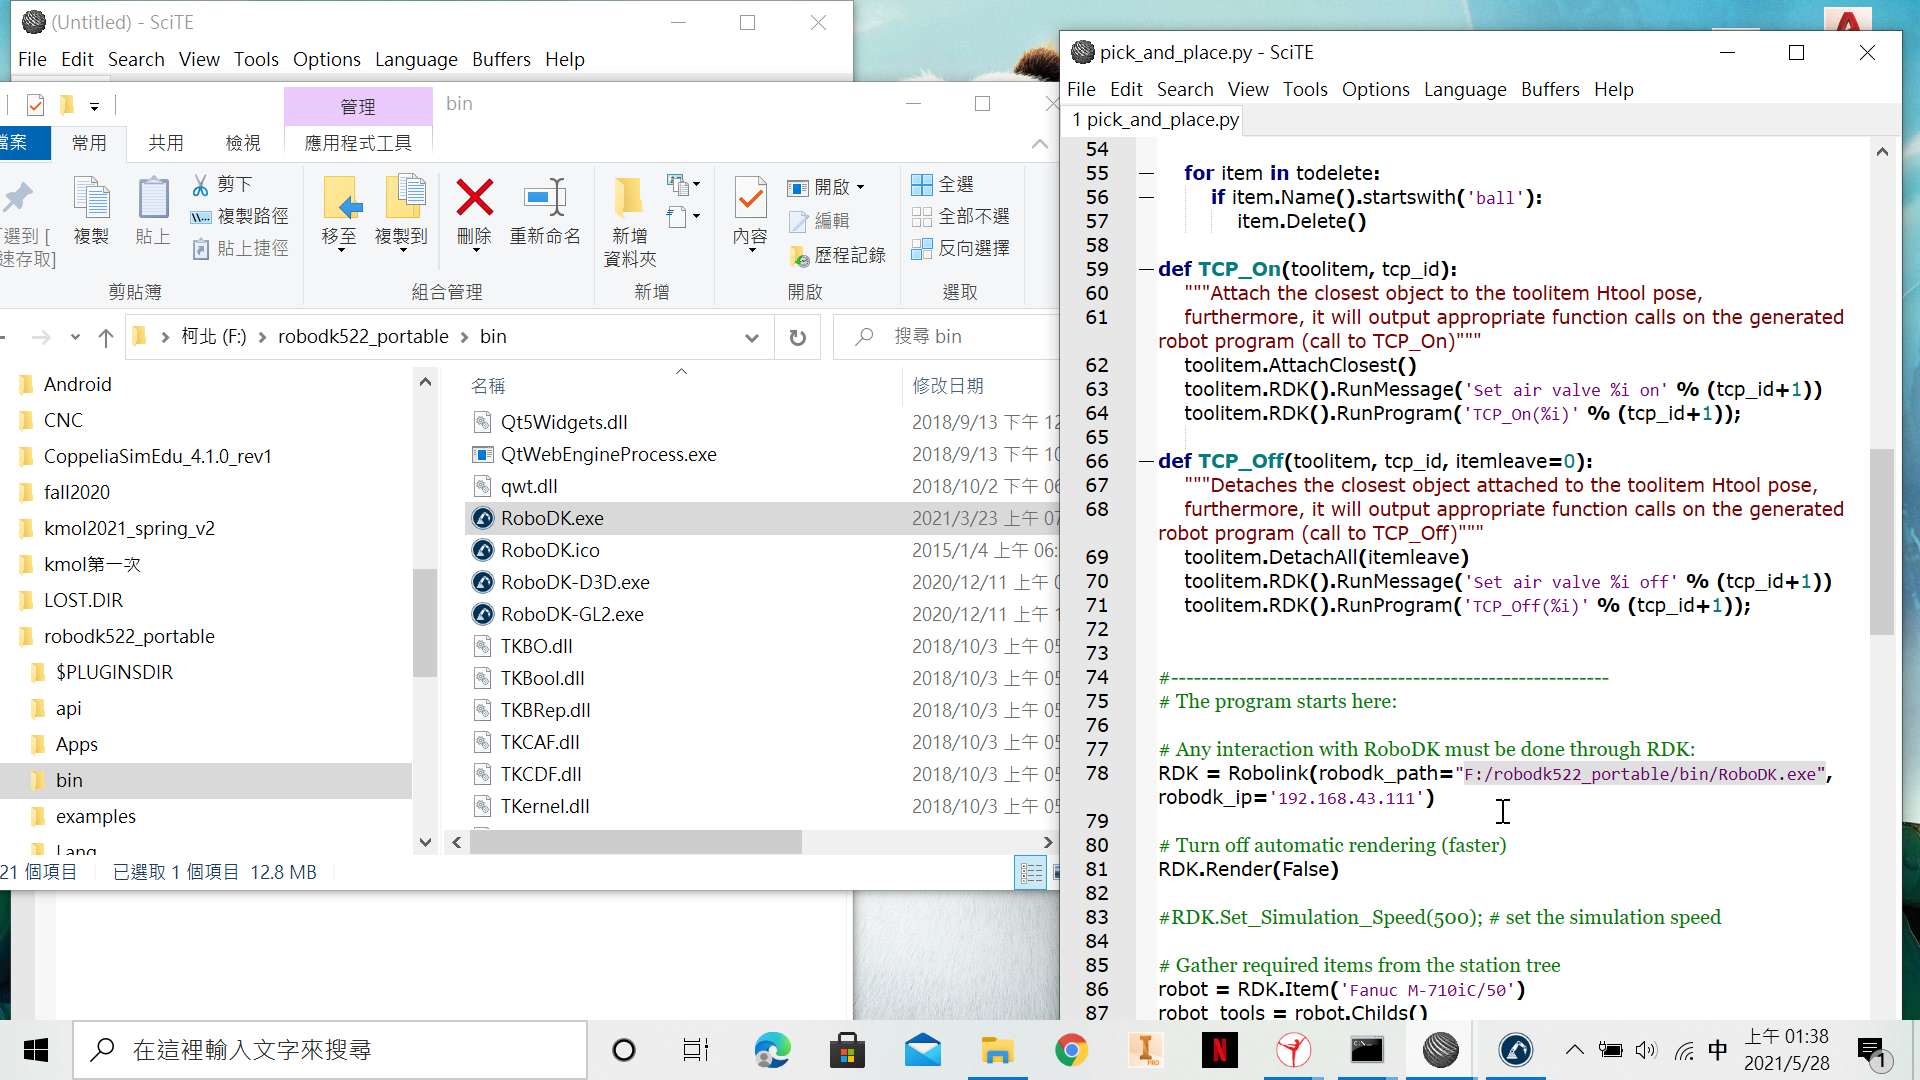 (Untitled) - SciTE
File Edit Search View Tools Options Language Buffers Help
管理
bin
檔案
常用
共用
檢視
應用程式工具
剪下
複製路徑
貼上捷徑
複製
貼上
剪貼簿
移至
複製到
刪除
重新命名
組合管理
新增
資料夾
新增
內容
開啟
編輯
歷程記錄
開啟
全選
全部不選
反向選擇
選取
柯北 (F:) > robodk522_portable > bin
搜尋 bin
Android
CNC
CoppeliaSimEdu_4.1.0_rev1
fall2020
kmol2021_spring_v2
kmol第一次
LOST.DIR
robodk522_portable
$PLUGINSDIR
api
Apps
bin
examples
Lang
名稱 修改日期
Qt5Widgets.dll 2018/9/13 下午 12
QtWebEngineProcess.exe 2018/9/13 下午 10
qwt.dll 2018/10/2 下午 06
RoboDK.exe 2021/3/23 上午 07
RoboDK.ico 2015/1/4 上午 06:
RoboDK-D3D.exe 2020/12/11 上午
RoboDK-GL2.exe 2020/12/11 上午 1
TKBO.dll 2018/10/3 上午 05
TKBool.dll 2018/10/3 上午 05
TKBRep.dll 2018/10/3 上午 05
TKCAF.dll 2018/10/3 上午 05
TKCDF.dll 2018/10/3 上午 05
TKernel.dll 2018/10/3 上午 05
21 個項目 已選取 1 個項目 12.8 MB
pick_and_place.py - SciTE
File Edit Search View Tools Options Language Buffers Help
1 pick_and_place.py
54
55 for item in todelete:
56 if item.Name().startswith('ball'):
57 item.Delete()
58
59 def TCP_On(toolitem, tcp_id):
60 """Attach the closest object to the toolitem Htool pose,
61 furthermore, it will output appropriate function calls on the generated
robot program (call to TCP_On)"""
62 toolitem.AttachClosest()
63 toolitem.RDK().RunMessage('Set air valve %i on' % (tcp_id+1))
64 toolitem.RDK().RunProgram('TCP_On(%i)' % (tcp_id+1));
65
66 def TCP_Off(toolitem, tcp_id, itemleave=0):
67 """Detaches the closest object attached to the toolitem Htool pose,
68 furthermore, it will output appropriate function calls on the generated
robot program (call to TCP_Off)"""
69 toolitem.DetachAll(itemleave)
70 toolitem.RDK().RunMessage('Set air valve %i off' % (tcp_id+1))
71 toolitem.RDK().RunProgram('TCP_Off(%i)' % (tcp_id+1));
72
73
74 #----------------------------------------------------------
75 # The program starts here:
76
77 # Any interaction with RoboDK must be done through RDK:
78 RDK = Robolink(robodk_path="F:/robodk522_portable/bin/RoboDK.exe",
robodk_ip='192.168.43.111')
79
80 # Turn off automatic rendering (faster)
81 RDK.Render(False)
82
83 #RDK.Set_Simulation_Speed(500); # set the simulation speed
84
85 # Gather required items from the station tree
86 robot = RDK.Item('Fanuc M-710iC/50')
87 robot_tools = robot.Childs()
在這裡輸入文字來搜尋
PRO
中
上午 01:38
2021/5/28
1